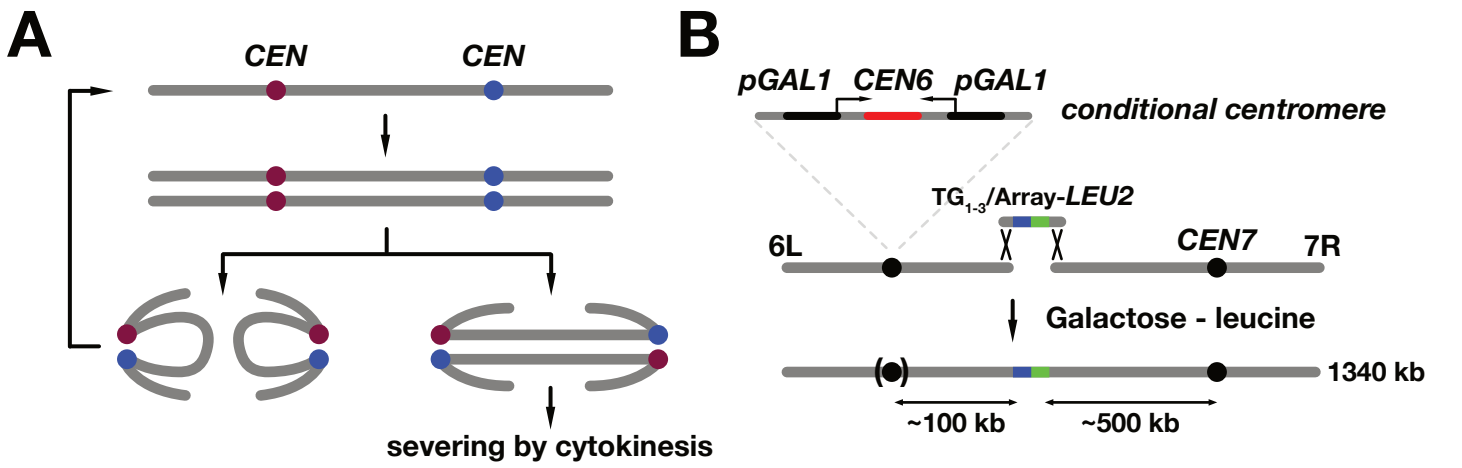 A
CEN CEN
severing by cytokinesis
B
pGAL1 CEN6 pGAL1
conditional centromere
TG1-3/Array-LEU2
6L CEN7 7R
Galactose - leucine
( ) 1340 kb
~100 kb ~500 kb